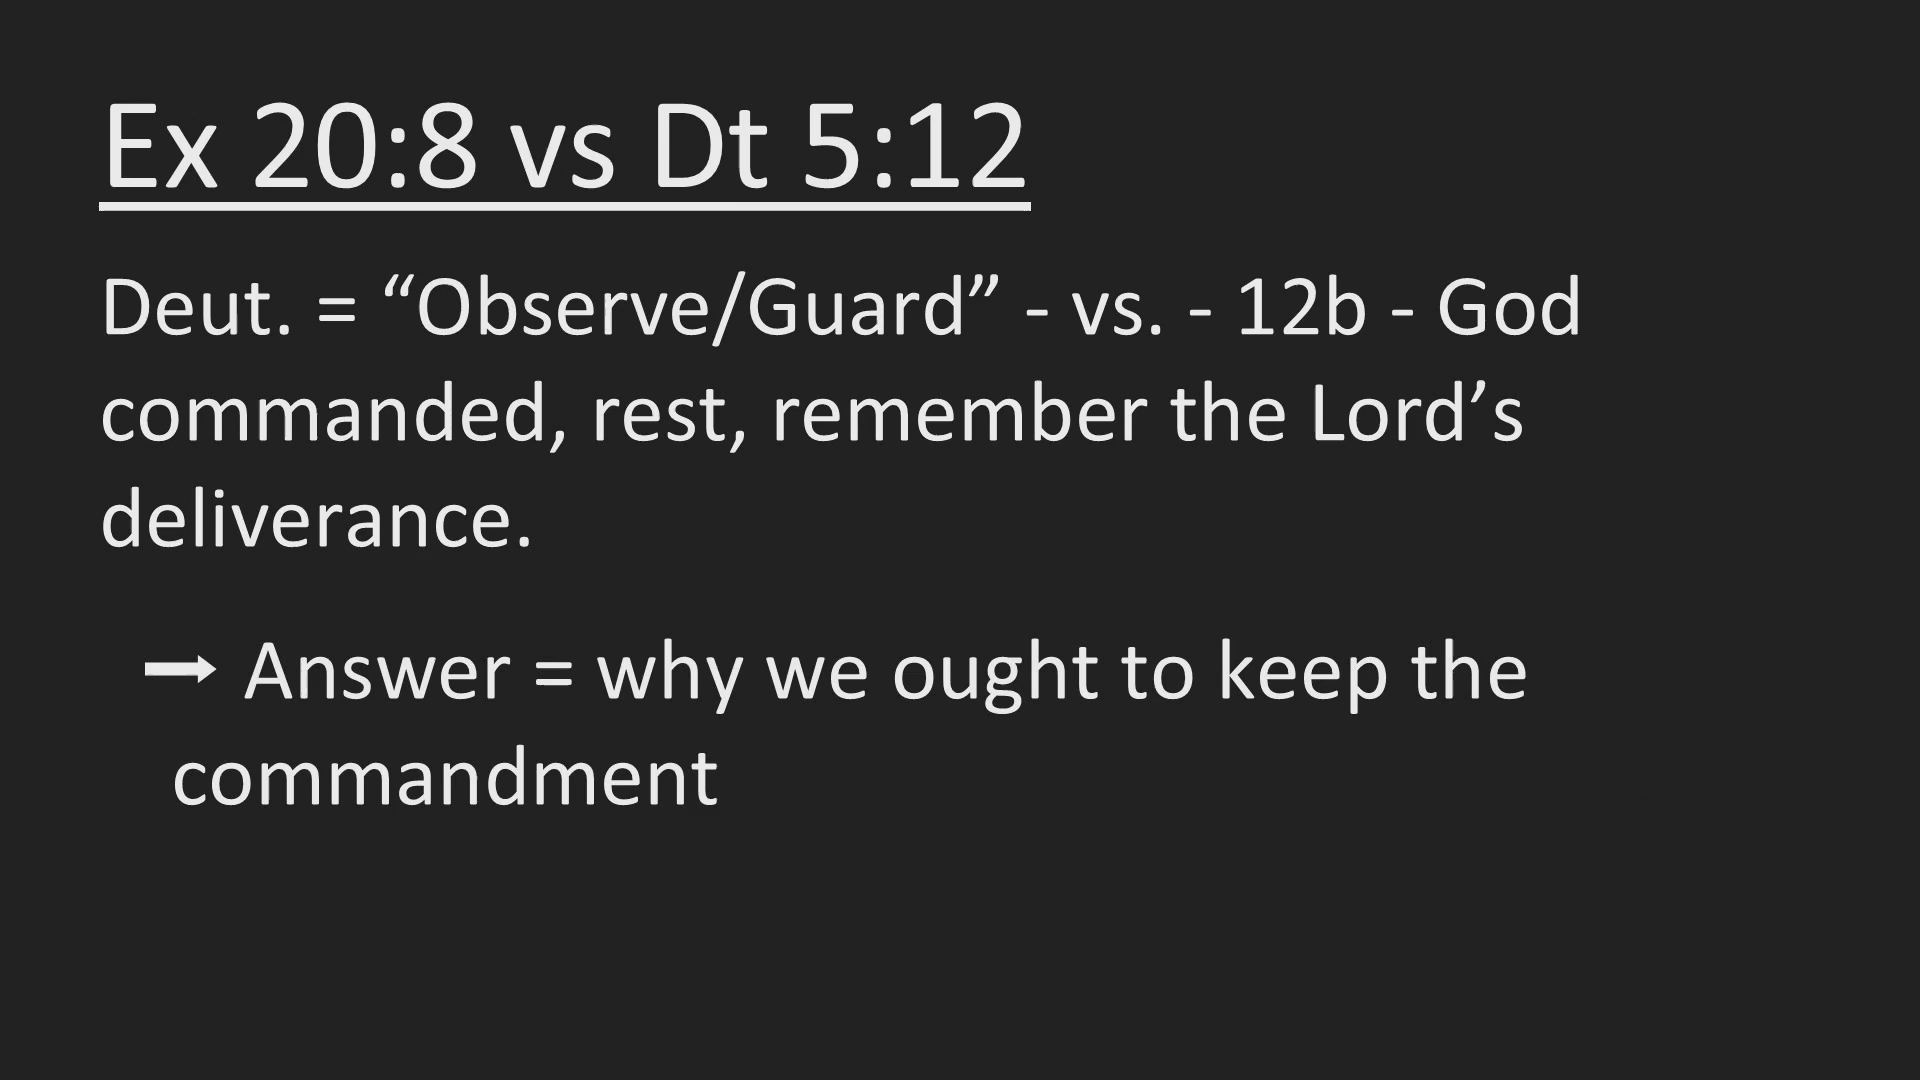 Ex 20:8 vs Dt 5:12
Deut. = “Observe/Guard” - vs. - 12b - God
commanded, rest, remember the Lord’s
deliverance.
➞ Answer = why we ought to keep the
commandment